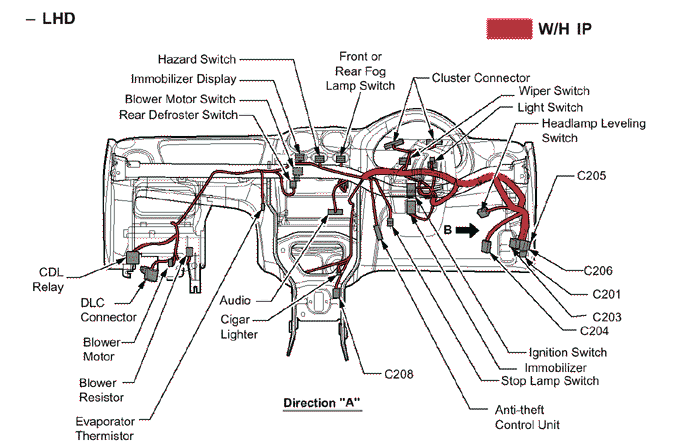 – LHD
W/H IP
Hazard Switch
Immobilizer Display
Blower Motor Switch
Rear Defroster Switch
Front or
Rear Fog
Lamp Switch
Cluster Connector
Wiper Switch
Light Switch
Headlamp Leveling
Switch
C205
B
C206
C201
C203
C204
CDL
Relay
DLC
Connector
Blower
Motor
Blower
Resistor
Evaporator
Thermistor
Audio
Cigar
Lighter
C208
Ignition Switch
Immobilizer
Stop Lamp Switch
Anti-theft
Control Unit
Direction "A"